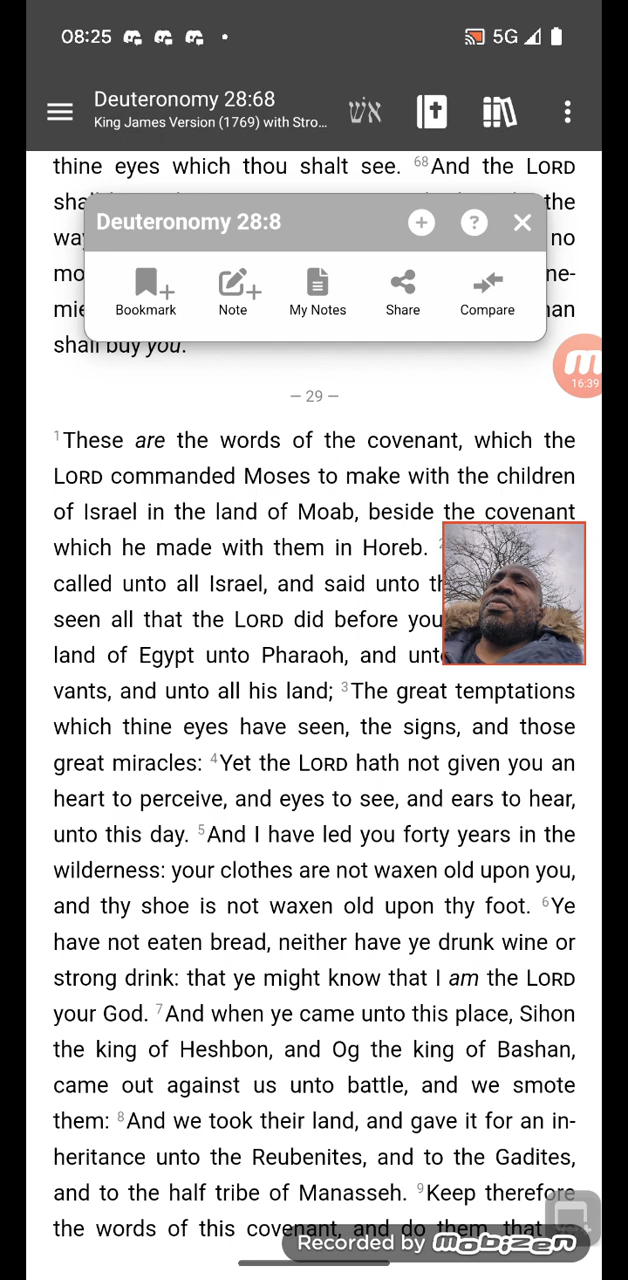 08:25 5G
Deuteronomy 28:68
King James Version (1769) with Stro...
אשׁ
thine eyes which thou shalt see. 68And the LORD
the
Deuteronomy 28:8
no
Bookmark Note My Notes Share Compare
shall buy you.
16:39
– 29 –
1These are the words of the covenant, which the
LORD commanded Moses to make with the children
of Israel in the land of Moab, beside the covenant
which he made with them in Horeb.
called unto all Israel, and said unto
seen all that the LORD did before you
land of Egypt unto Pharaoh, and
vants, and unto all his land; 3The great temptations
which thine eyes have seen, the signs, and those
great miracles: 4Yet the LORD hath not given you an
heart to perceive, and eyes to see, and ears to hear,
unto this day. 5And I have led you forty years in the
wilderness: your clothes are not waxen old upon you,
and thy shoe is not waxen old upon thy foot. 6Ye
have not eaten bread, neither have ye drunk wine or
strong drink: that ye might know that I am the LORD
your God. 7And when ye came unto this place, Sihon
the king of Heshbon, and Og the king of Bashan,
came out against us unto battle, and we smote
them: 8And we took their land, and gave it for an in-
heritance unto the Reubenites, and to the Gadites,
and to the half tribe of Manasseh. 9Keep therefore
the words of this covenant, and do them, that
Recorded by mobizen